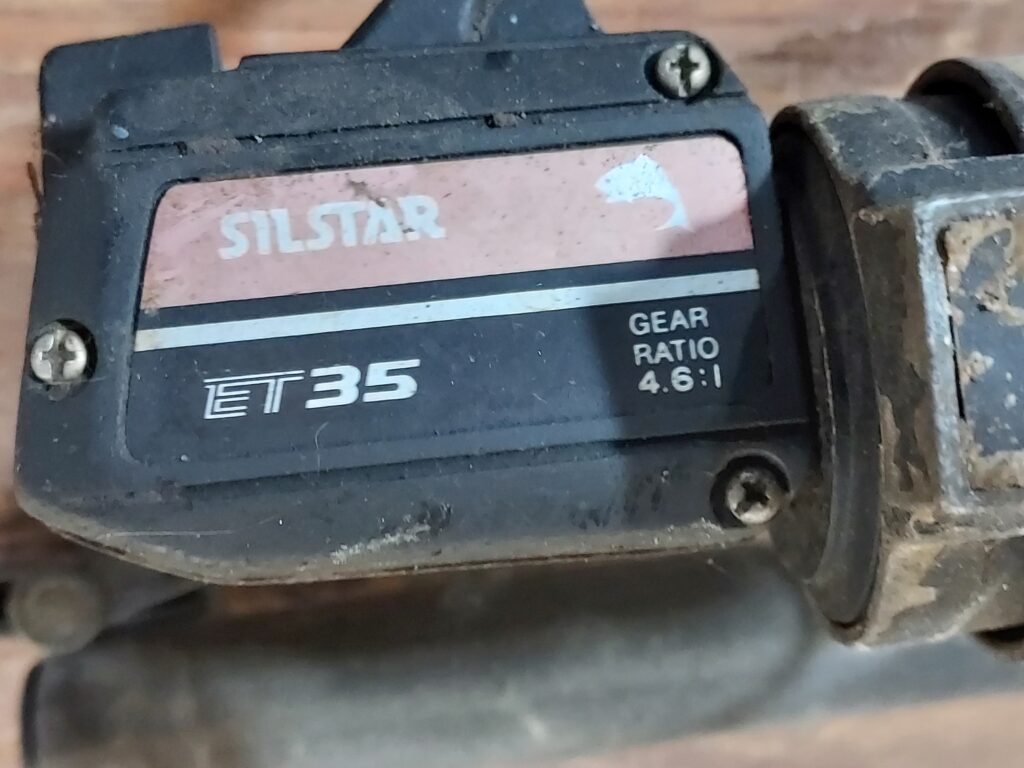 SILSTAR
ET35
GEAR
RATIO
4.6:1